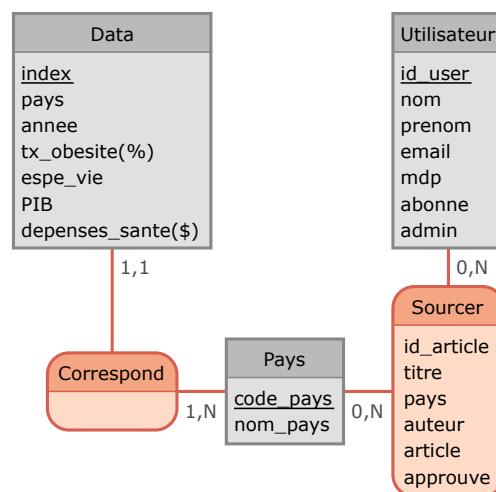 Data
index
pays
annee
tx_obesite(%)
espe_vie
PIB
depenses_sante($)
1,1
Utilisateur
id_user
nom
prenom
email
mdp
abonne
admin
0,N
Correspond
1,N
Pays
code_pays
nom_pays
0,N
Sourcer
id_article
titre
pays
auteur
article
approuve